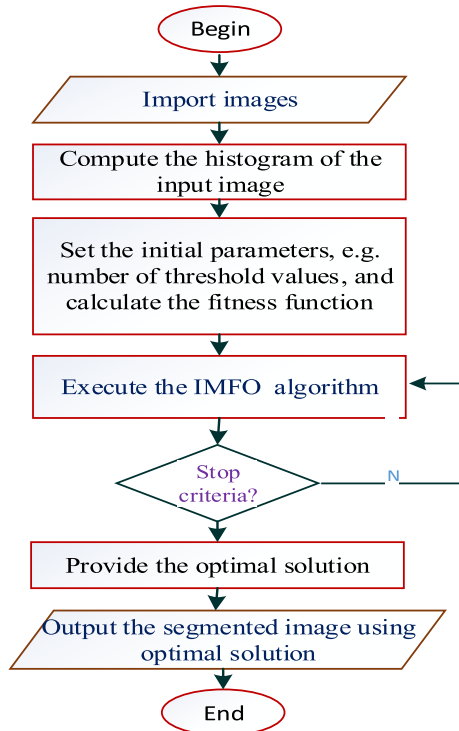 Begin
Import images
Compute the histogram of the
input image
Set the initial parameters, e.g.
number of threshold values, and
calculate the fitness function
Execute the IMFO algorithm
Stop
criteria?
N
Provide the optimal solution
Output the segmented image using
optimal solution
End